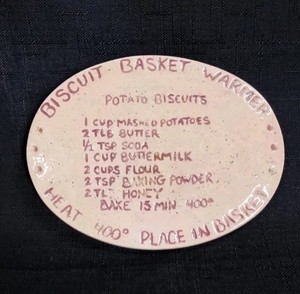 BISCUIT BASKET WARMER
POTATO BISCUITS
1 CUP MASHED POTATOES
2 TLB BUTTER
½ TSP SODA
1 CUP BUTTERMILK
2 CUPS FLOUR
2 TSP BAKING POWDER
2 HONEY
BAKE 15 MIN 400°
HEAT 400° PLACE IN BASKET